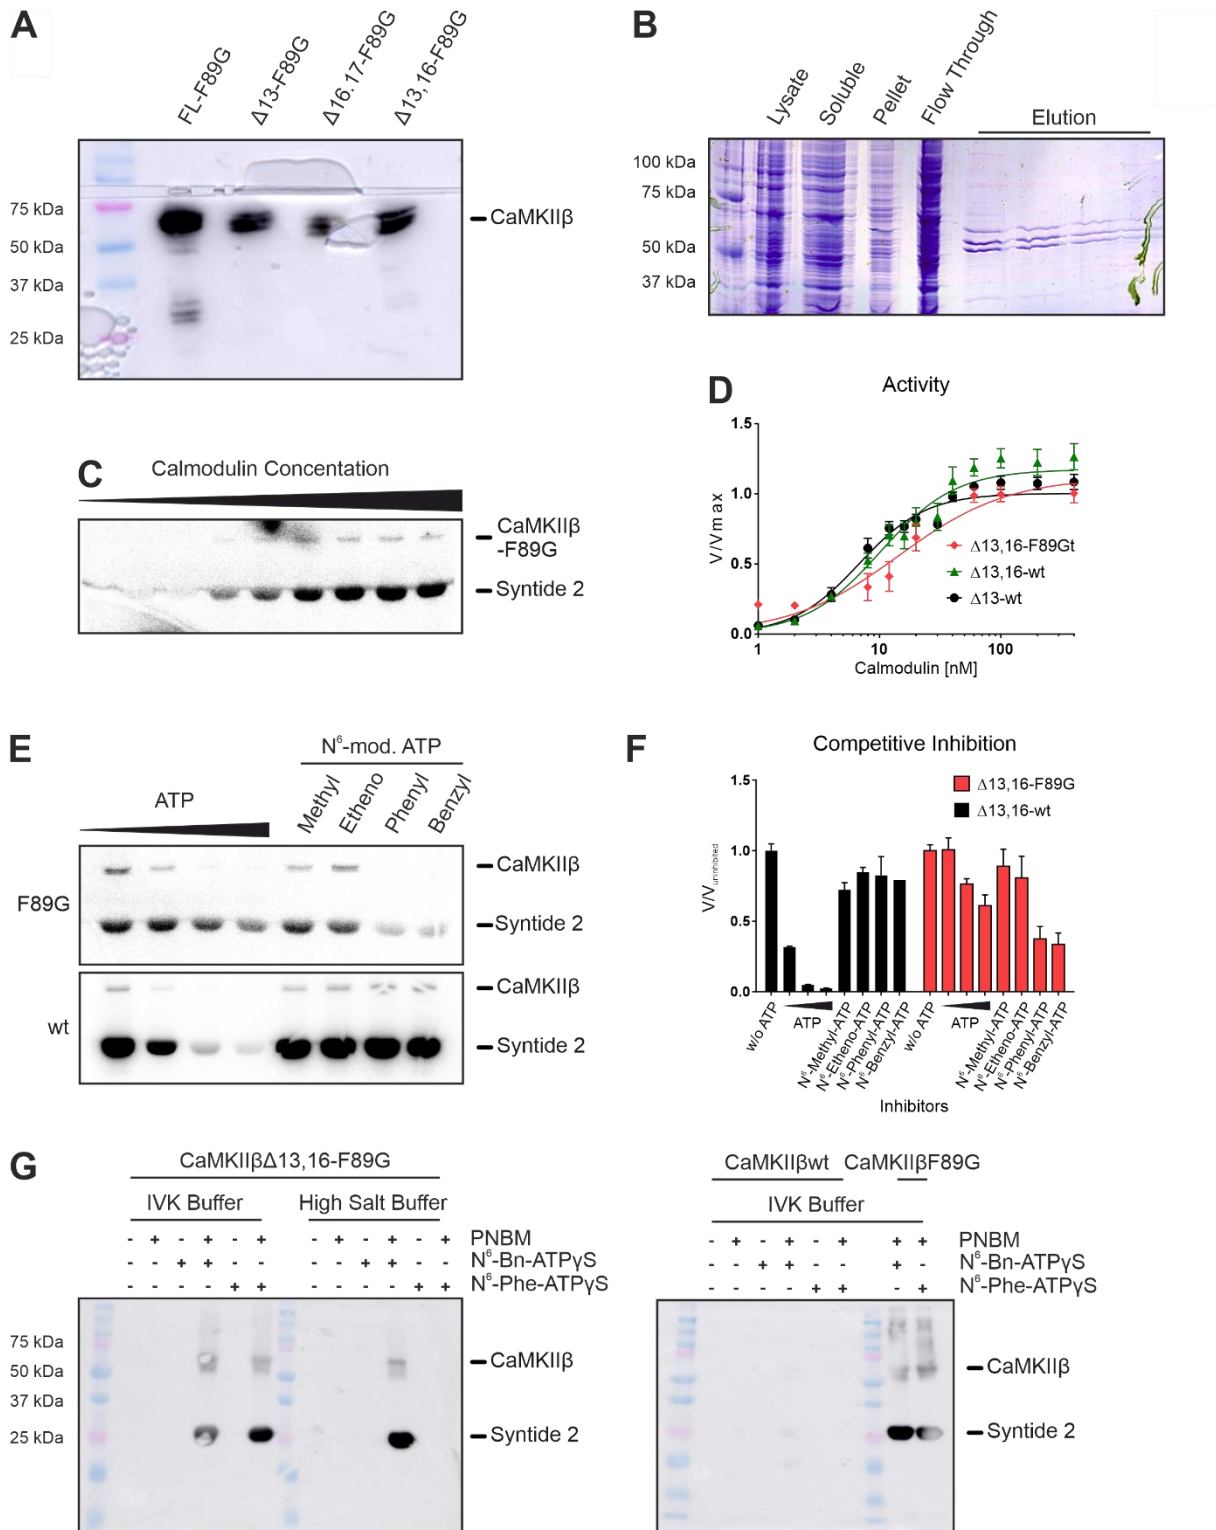 A
FL-F89G
Δ13-F89G
Δ16.17-F89G
Δ13,16-F89G
75 kDa
50 kDa
37 kDa
25 kDa
CaMKIIβ
B
Lysate
Soluble
Pellet
Flow Through
Elution
100 kDa
75 kDa
50 kDa
37 kDa
C
Calmodulin Concentation
CaMKIIβ
-F89G
Syntide 2
D
Activity
V/Vmax
1.5
1.0
0.5
0.0
1
10
100
Calmodulin [nM]
Δ13,16-F89Gt
Δ13,16-wt
Δ13-wt
E
ATP
N⁶-mod. ATP
Methyl
Etheno
Phenyl
Benzyl
F89G
CaMKIIβ
Syntide 2
wt
CaMKIIβ
Syntide 2
F
Competitive Inhibition
Δ13,16-F89G
Δ13,16-wt
V/Vuninhibited
1.5
1.0
0.5
0.0
w/o ATP
ATP
N⁶-Methyl-ATP
N⁶-Etheno-ATP
N⁶-Phenyl-ATP
N⁶-Benzyl-ATP
w/o ATP
ATP
N⁶-Methyl-ATP
N⁶-Etheno-ATP
N⁶-Phenyl-ATP
N⁶-Benzyl-ATP
Inhibitors
G
CaMKIIβΔ13,16-F89G
IVK Buffer
High Salt Buffer
- + - + - + - + - + - + PNBM
- - + + - - - - + + - - N⁶-Bn-ATPγS
- - - - + + - - - - + + N⁶-Phe-ATPγS
75 kDa
50 kDa
37 kDa
25 kDa
CaMKIIβ
Syntide 2
CaMKIIβwt
CaMKIIβF89G
IVK Buffer
- + - + - + + + PNBM
- - + + - - + - N⁶-Bn-ATPγS
- - - - + + - + N⁶-Phe-ATPγS
CaMKIIβ
Syntide 2